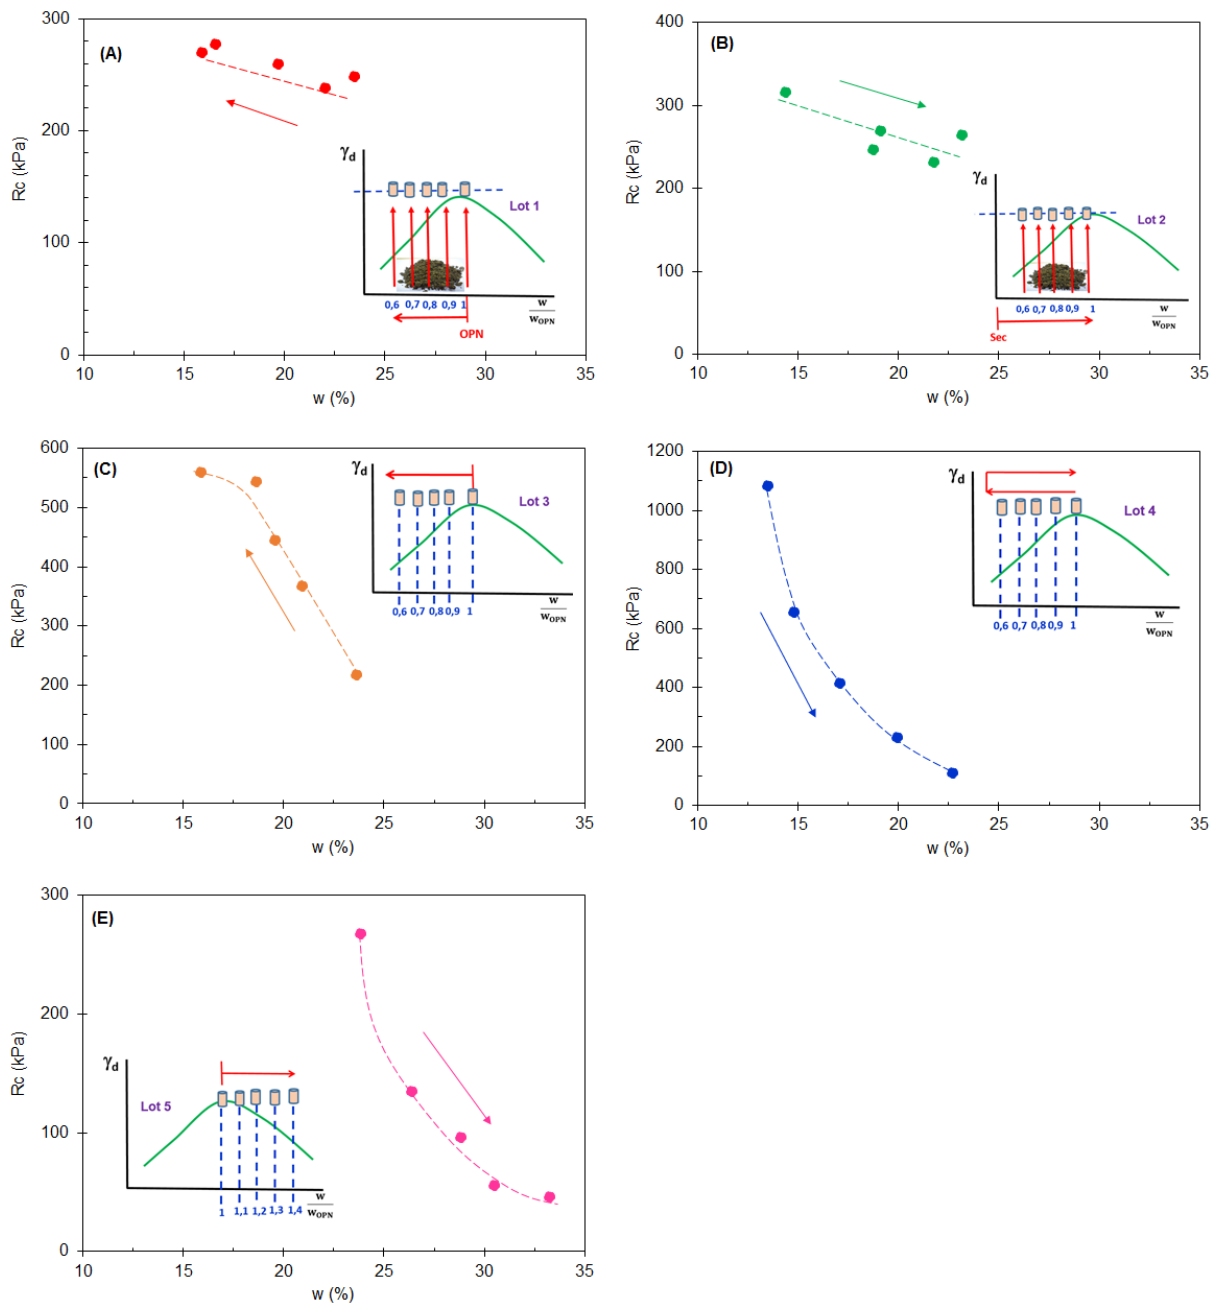 (A)
Rc (kPa)
300
200
100
0
10 15 20 25 30 35
w (%)
γd
Lot 1
0,6 0,7 0,8 0,9 1
w
wOPN
OPN
(B)
Rc (kPa)
400
300
200
100
0
10 15 20 25 30 35
w (%)
γd
Lot 2
0,6 0,7 0,8 0,9 1
w
wOPN
Sec
(C)
Rc (kPa)
600
500
400
300
200
100
0
10 15 20 25 30 35
w (%)
γd
Lot 3
0,6 0,7 0,8 0,9 1
w
wOPN
(D)
Rc (kPa)
1200
1000
800
600
400
200
0
10 15 20 25 30 35
w (%)
γd
Lot 4
0,6 0,7 0,8 0,9 1
w
wOPN
(E)
Rc (kPa)
300
200
100
0
10 15 20 25 30 35
w (%)
γd
Lot 5
1 1,1 1,2 1,3 1,4
w
wOPN